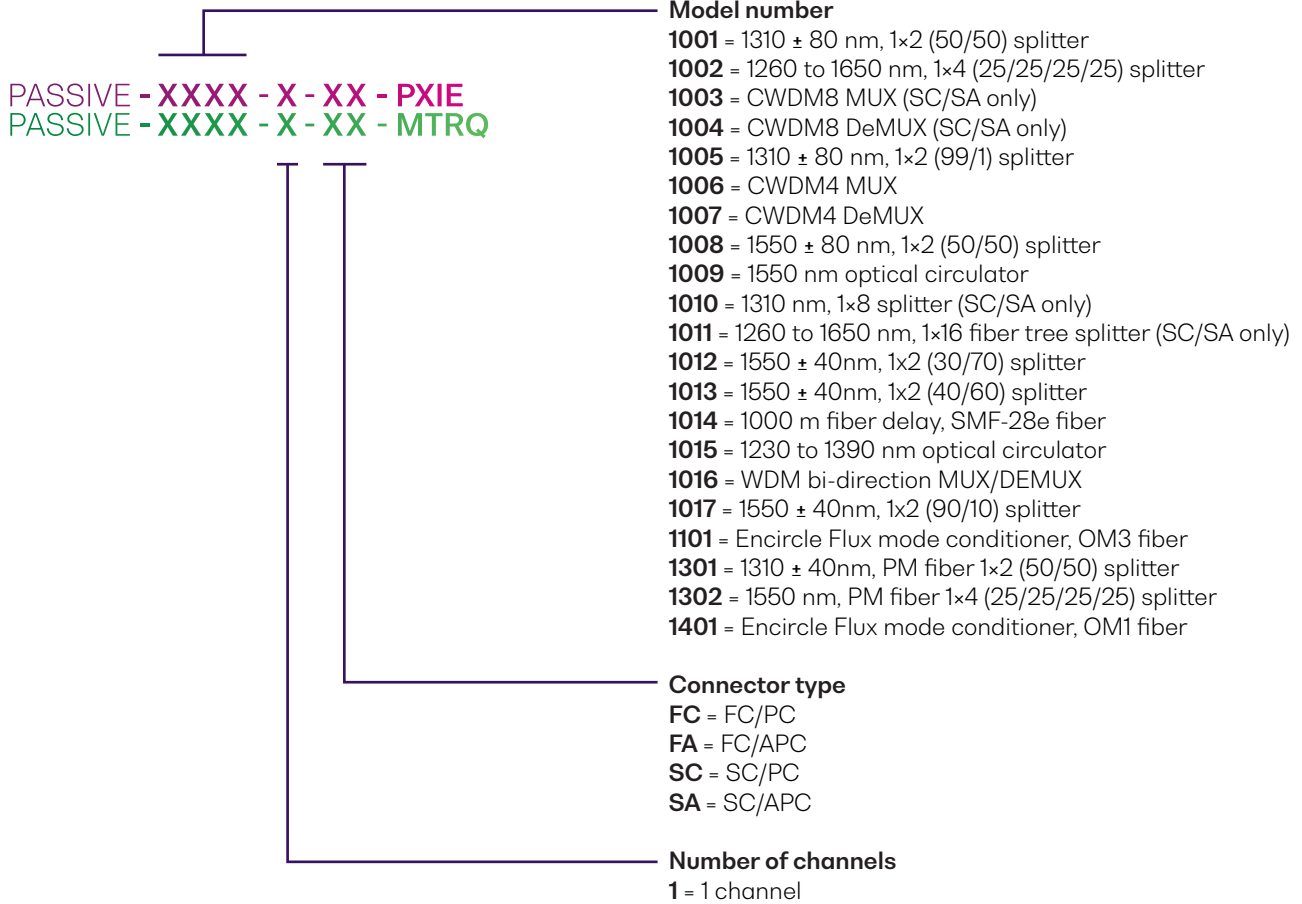 PASSIVE - XXXX - X - XX - PXIE
PASSIVE - XXXX - X - XX - MTRQ
Model number
1001 = 1310 ± 80 nm, 1×2 (50/50) splitter
1002 = 1260 to 1650 nm, 1×4 (25/25/25/25) splitter
1003 = CWDM8 MUX (SC/SA only)
1004 = CWDM8 DeMUX (SC/SA only)
1005 = 1310 ± 80 nm, 1×2 (99/1) splitter
1006 = CWDM4 MUX
1007 = CWDM4 DeMUX
1008 = 1550 ± 80 nm, 1×2 (50/50) splitter
1009 = 1550 nm optical circulator
1010 = 1310 nm, 1×8 splitter (SC/SA only)
1011 = 1260 to 1650 nm, 1×16 fiber tree splitter (SC/SA only)
1012 = 1550 ± 40nm, 1x2 (30/70) splitter
1013 = 1550 ± 40nm, 1x2 (40/60) splitter
1014 = 1000 m fiber delay, SMF-28e fiber
1015 = 1230 to 1390 nm optical circulator
1016 = WDM bi-direction MUX/DEMUX
1017 = 1550 ± 40nm, 1x2 (90/10) splitter
1101 = Encircle Flux mode conditioner, OM3 fiber
1301 = 1310 ± 40nm, PM fiber 1×2 (50/50) splitter
1302 = 1550 nm, PM fiber 1×4 (25/25/25/25) splitter
1401 = Encircle Flux mode conditioner, OM1 fiber
Connector type
FC = FC/PC
FA = FC/APC
SC = SC/PC
SA = SC/APC
Number of channels
1 = 1 channel